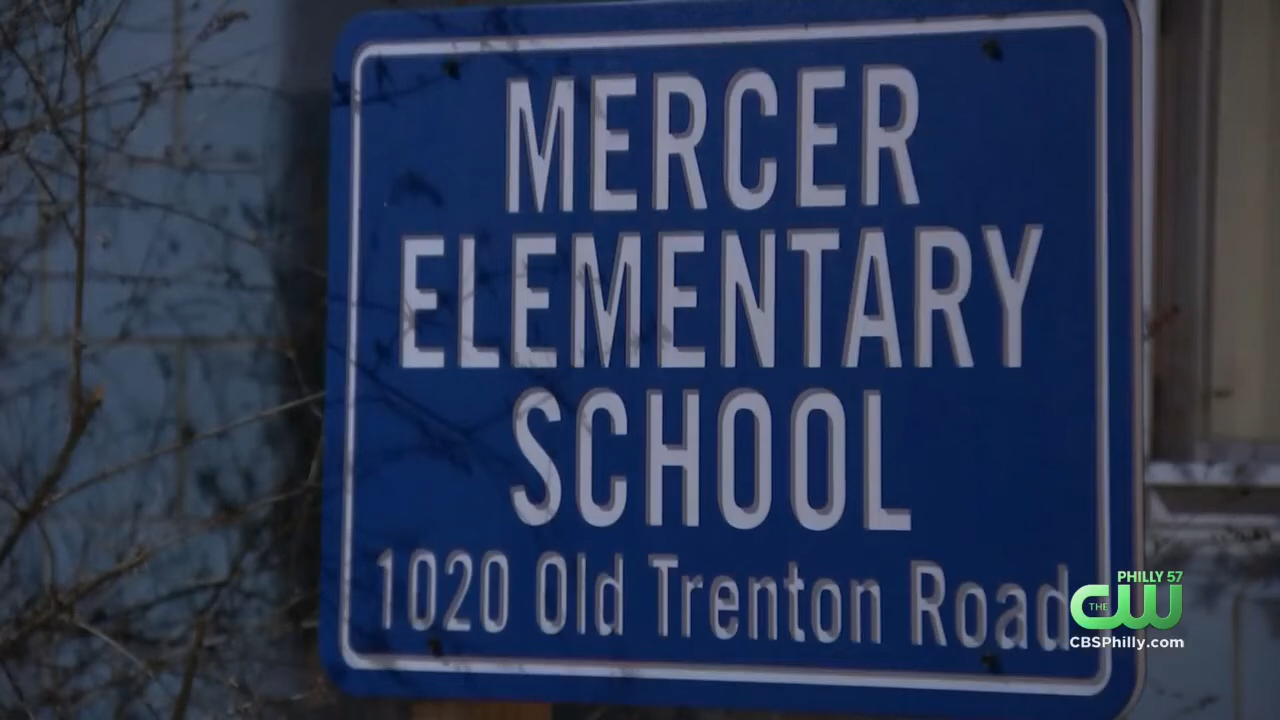 MERCER
ELEMENTARY
SCHOOL
1020 Old Trenton Road
PHILLY 57
THE CW
CBSPhilly.com